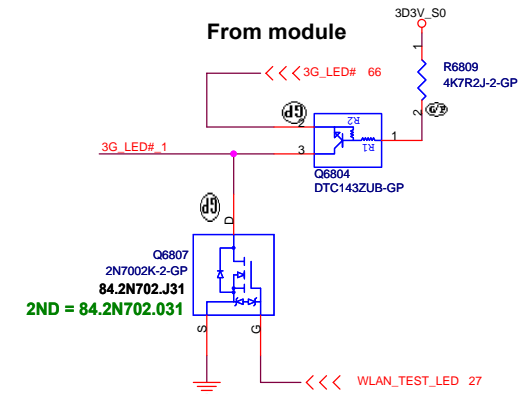 3D3V_S0
From module
1
3G_LED# 66
R6809
4K7R2J-2-GP
GP
2
G/P
2
R2
R1
1
3G_LED#_1
3
Q6804
DTC143ZUB-GP
GP
D
Q6807
2N7002K-2-GP
84.2N702.J31
2ND = 84.2N702.031
S
G
WLAN_TEST_LED 27